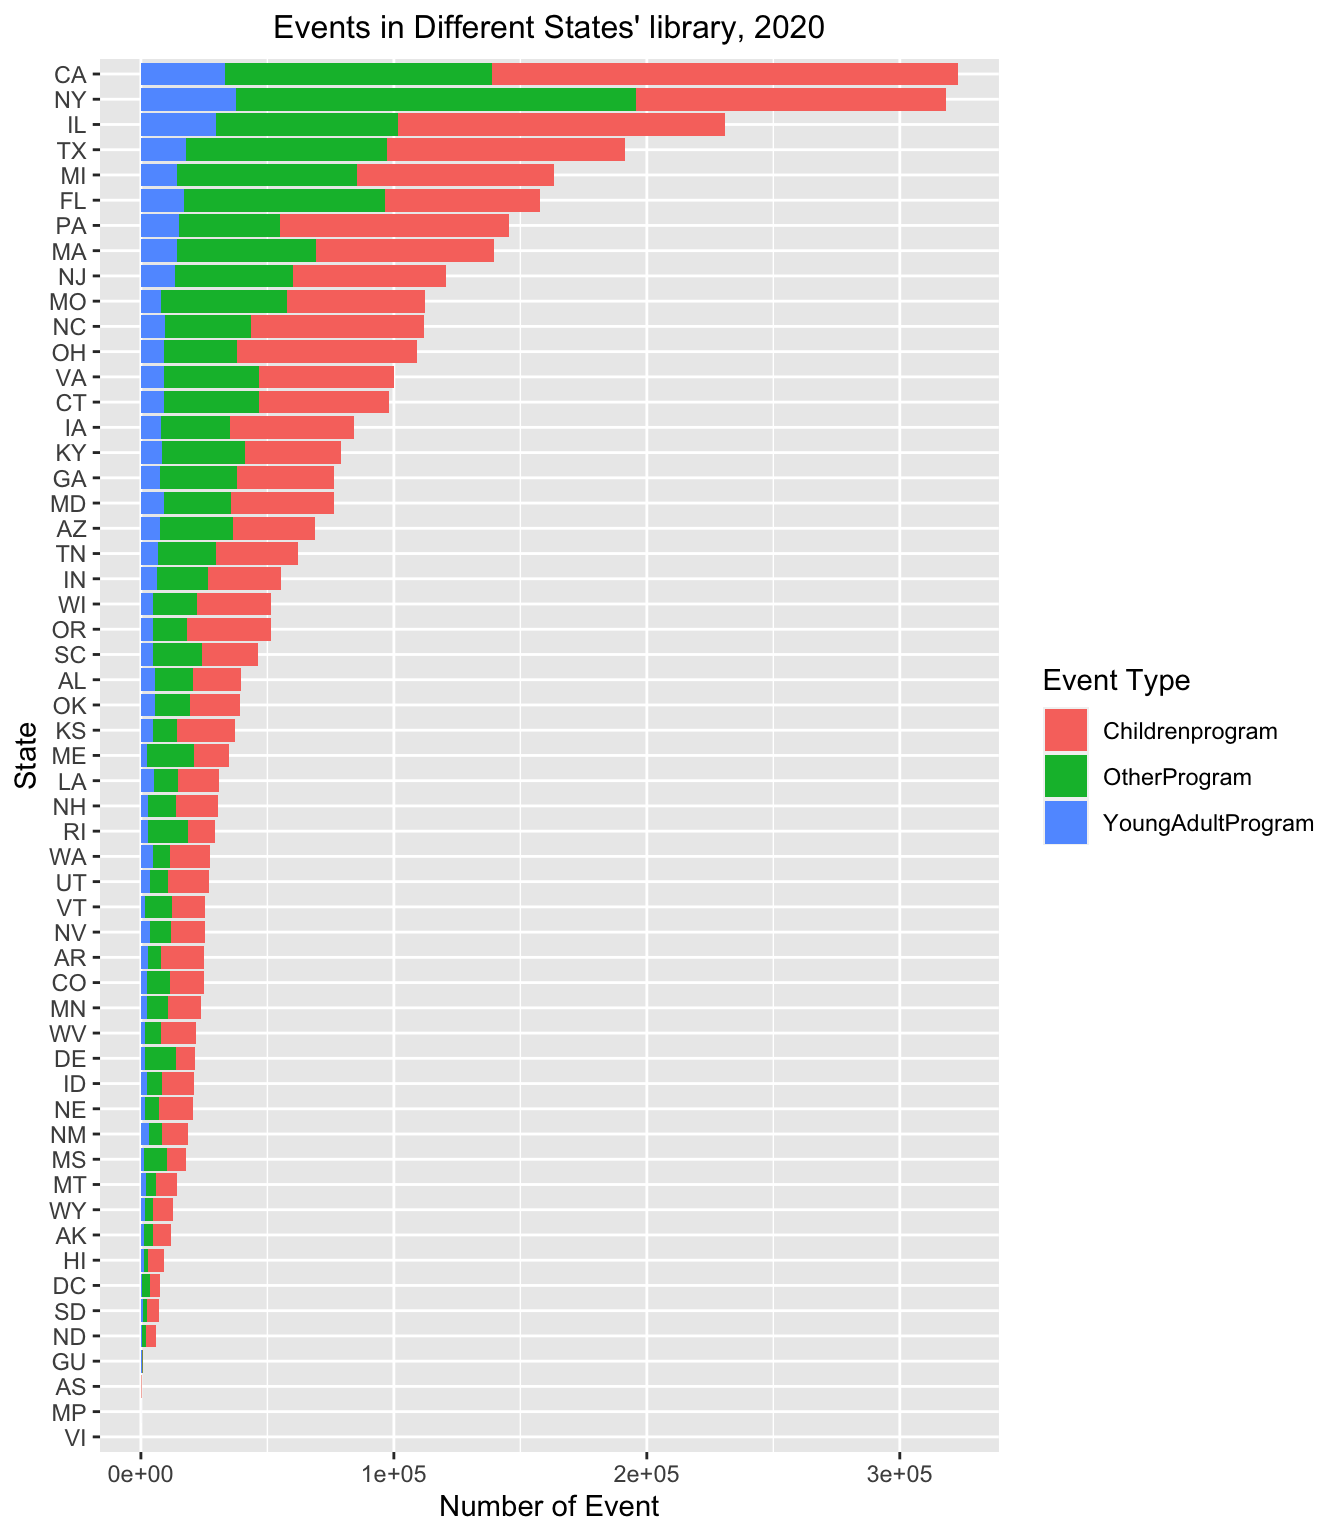 Events in Different States' library, 2020
CA
NY
IL
TX
MI
FL
PA
MA
NJ
MO
NC
OH
VA
CT
IA
KY
GA
MD
AZ
TN
IN
WI
OR
SC
AL
OK
KS
ME
LA
NH
RI
WA
UT
VT
NV
AR
CO
MN
WV
DE
ID
NE
NM
MS
MT
WY
AK
HI
DC
SD
ND
GU
AS
MP
VI
State
0e+00 1e+05 2e+05 3e+05
Number of Event
Event Type
Childrenprogram
OtherProgram
YoungAdultProgram